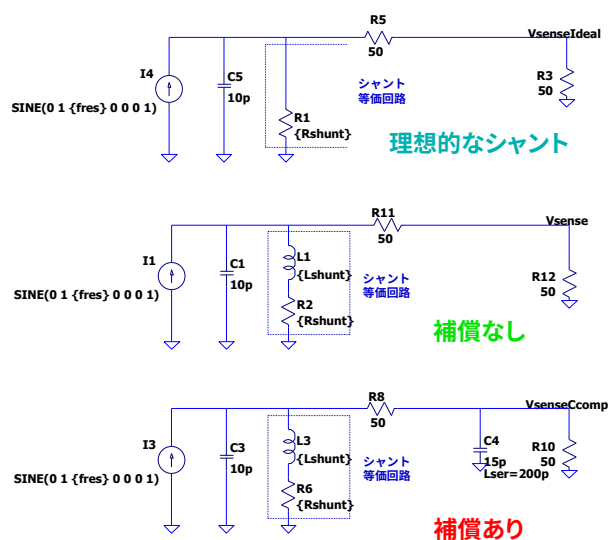 R5
50
VsenseIdeal
I4
SINE(0 1 {fres} 0 0 0 1)
C5
10p
シャント
等価回路
R1
{Rshunt}
R3
50
理想的なシャント
R11
50
Vsense
I1
SINE(0 1 {fres} 0 0 0 1)
C1
10p
L1
{Lshunt}
R2
{Rshunt}
シャント
等価回路
R12
50
補償なし
R8
50
VsenseCcomp
I3
SINE(0 1 {fres} 0 0 0 1)
C3
10p
L3
{Lshunt}
R6
{Rshunt}
シャント
等価回路
C4
15p
Lser=200p
R10
50
補償あり